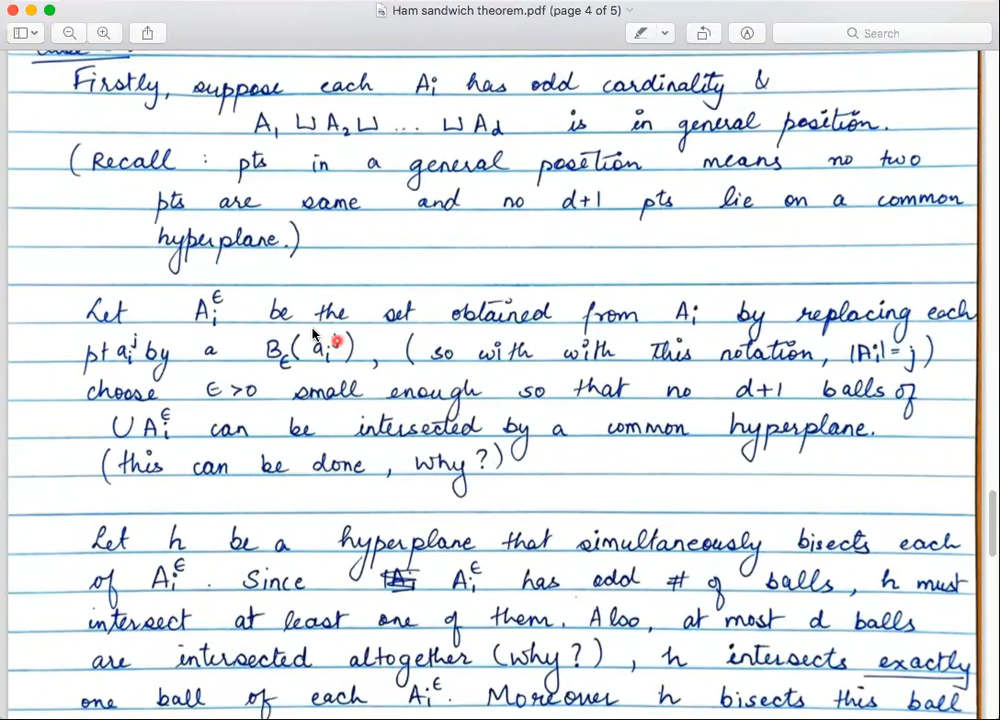 Ham sandwich theorem.pdf (page 4 of 5)
Search
Firstly, suppose each Aᵢ has odd cardinality &
A₁ ⊔ A₂ ⊔ ... ⊔ A_d is in general position.
(Recall : pts in a general position means no two
pts are same and no d+1 pts lie on a common
hyperplane.)
Let Aᵢ^ϵ be the set obtained from Aᵢ by replacing each
pt aᵢʲ by a B_ϵ(aᵢʲ), (so with with this notation, |Aᵢ| = j)
choose ϵ>0 small enough so that no d+1 balls of
∪Aᵢ^ϵ can be intersected by a common hyperplane.
(this can be done, why?)
Let h be a hyperplane that simultaneously bisects each
of Aᵢ^ϵ. Since Aᵢ^ϵ has odd # of balls, h must
intersect at least one of them. Also, at most d balls
are intersected altogether (why?), h intersects exactly
one ball of each Aᵢ^ϵ. Moreover h bisects this ball